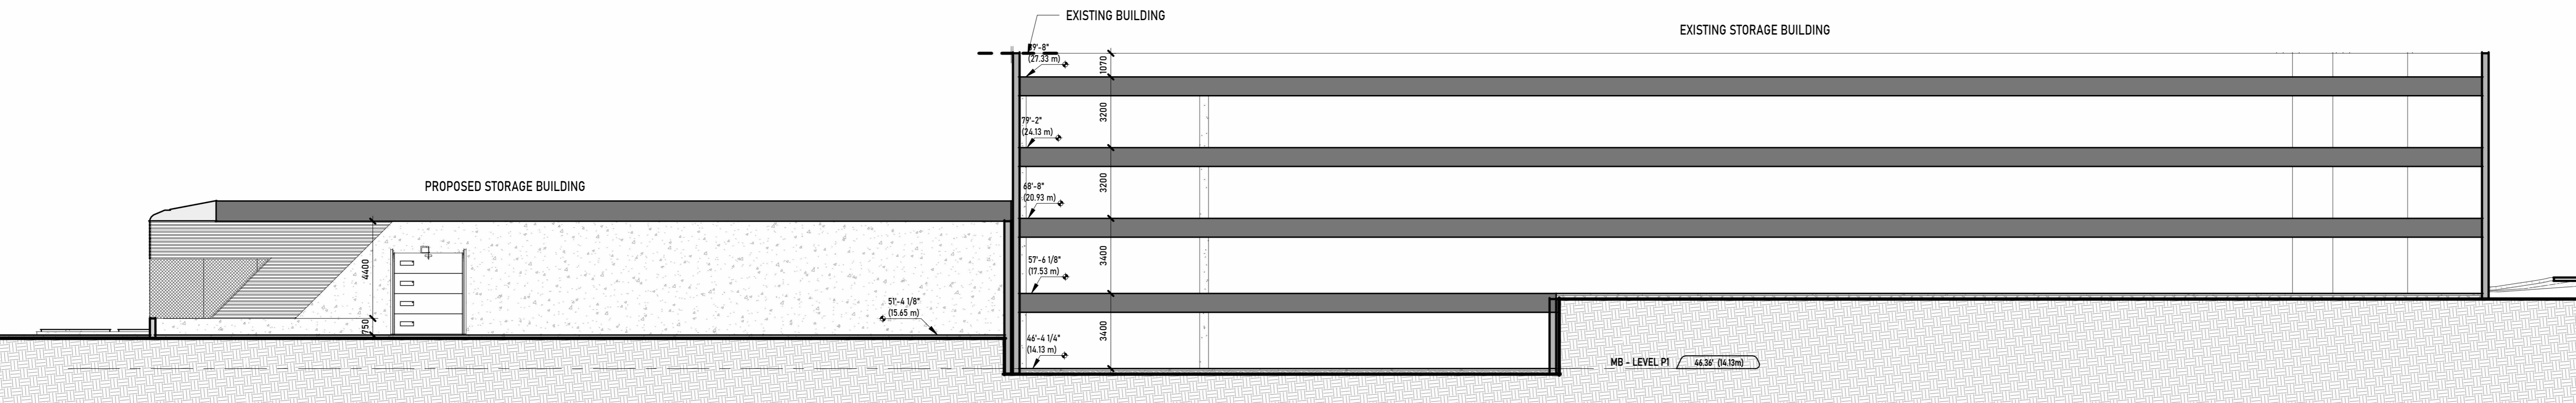 EXISTING BUILDING
EXISTING STORAGE BUILDING
(27.33 m)
1070
3200
79'-2"
(24.13 m)
3200
68'-8"
(20.93 m)
PROPOSED STORAGE BUILDING
3400
57'-6 1/8"
(17.53 m)
4400
51'-4 1/8"
(15.65 m)
750
3400
46'-4 1/4"
(14.13 m)
MB - LEVEL P1 46.36' (14.13m)